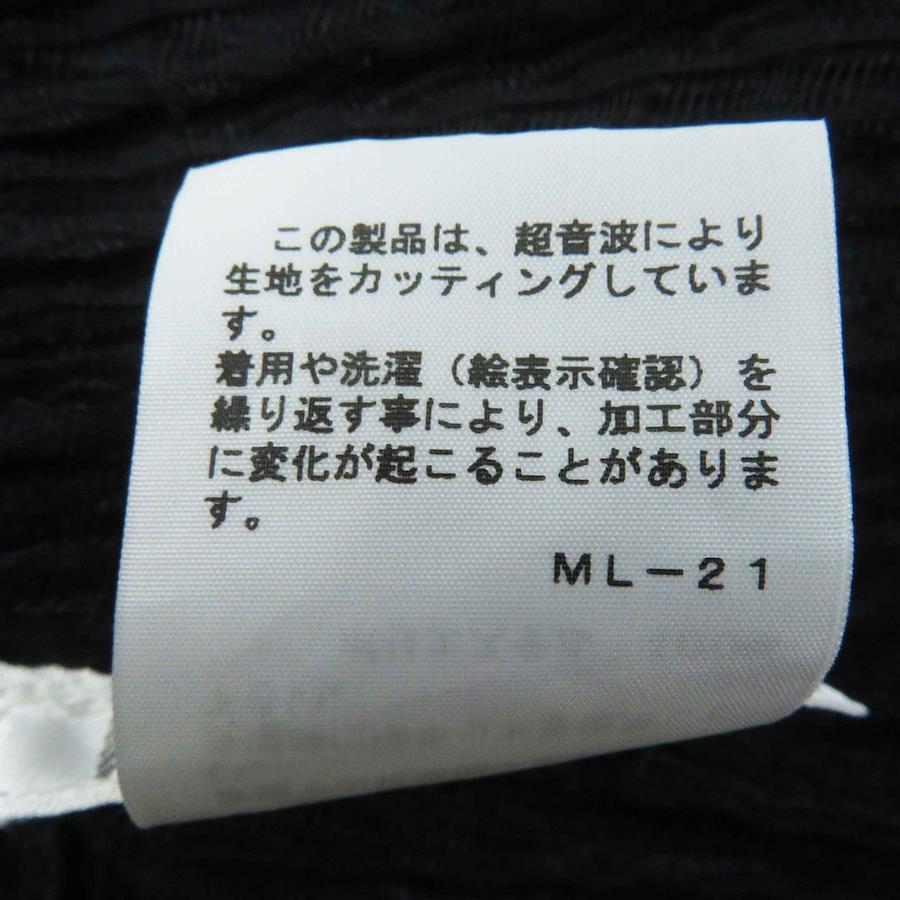 この製品は、超音波により
生地をカッティングしていま
す。
着用や洗濯（絵表示確認）を
繰り返す事により、加工部分
に変化が起こることがありま
す。
ＭＬ－２１